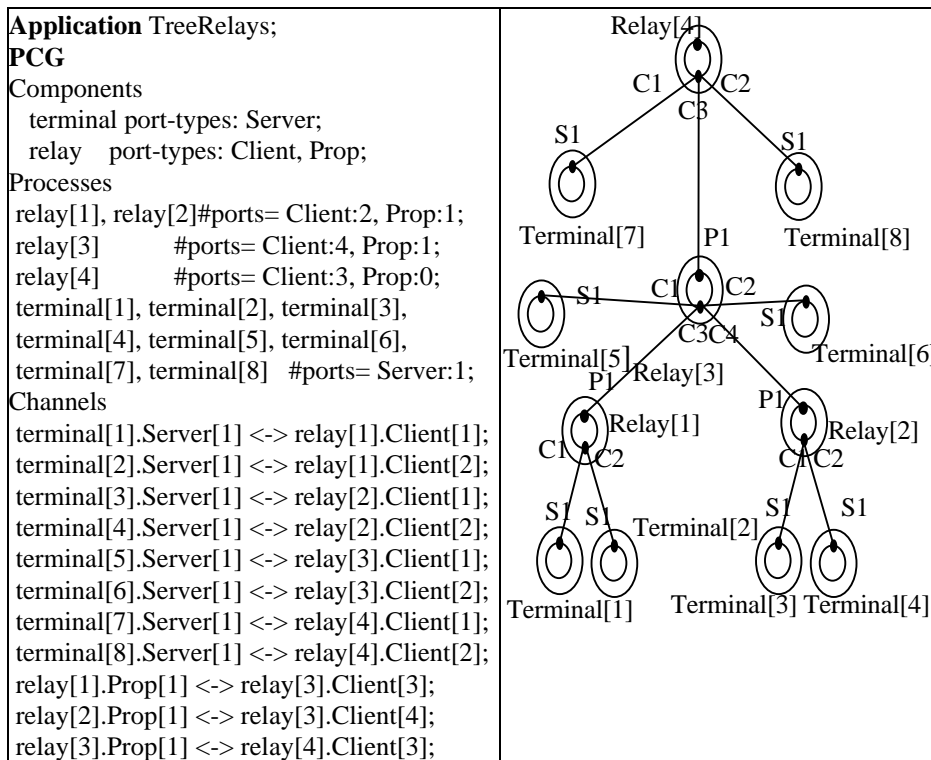 Application TreeRelays;
PCG
Components
terminal port-types: Server;
relay port-types: Client, Prop;
Processes
relay[1], relay[2]#ports= Client:2, Prop:1;
relay[3] #ports= Client:4, Prop:1;
relay[4] #ports= Client:3, Prop:0;
terminal[1], terminal[2], terminal[3],
terminal[4], terminal[5], terminal[6],
terminal[7], terminal[8] #ports= Server:1;
Channels
terminal[1].Server[1] <-> relay[1].Client[1];
terminal[2].Server[1] <-> relay[1].Client[2];
terminal[3].Server[1] <-> relay[2].Client[1];
terminal[4].Server[1] <-> relay[2].Client[2];
terminal[5].Server[1] <-> relay[3].Client[1];
terminal[6].Server[1] <-> relay[3].Client[2];
terminal[7].Server[1] <-> relay[4].Client[1];
terminal[8].Server[1] <-> relay[4].Client[2];
relay[1].Prop[1] <-> relay[3].Client[3];
relay[2].Prop[1] <-> relay[3].Client[4];
relay[3].Prop[1] <-> relay[4].Client[3];
Relay[4]
C1 C2
C3
S1 S1
Terminal[7] P1 Terminal[8]
S1 C1 C2 S1
C3C4
Terminal[5] Relay[3] Terminal[6]
P1 P1
Relay[1] Relay[2]
C1 C2 C1 C2
S1 S1 S1 S1
Terminal[2]
Terminal[1] Terminal[3] Terminal[4]